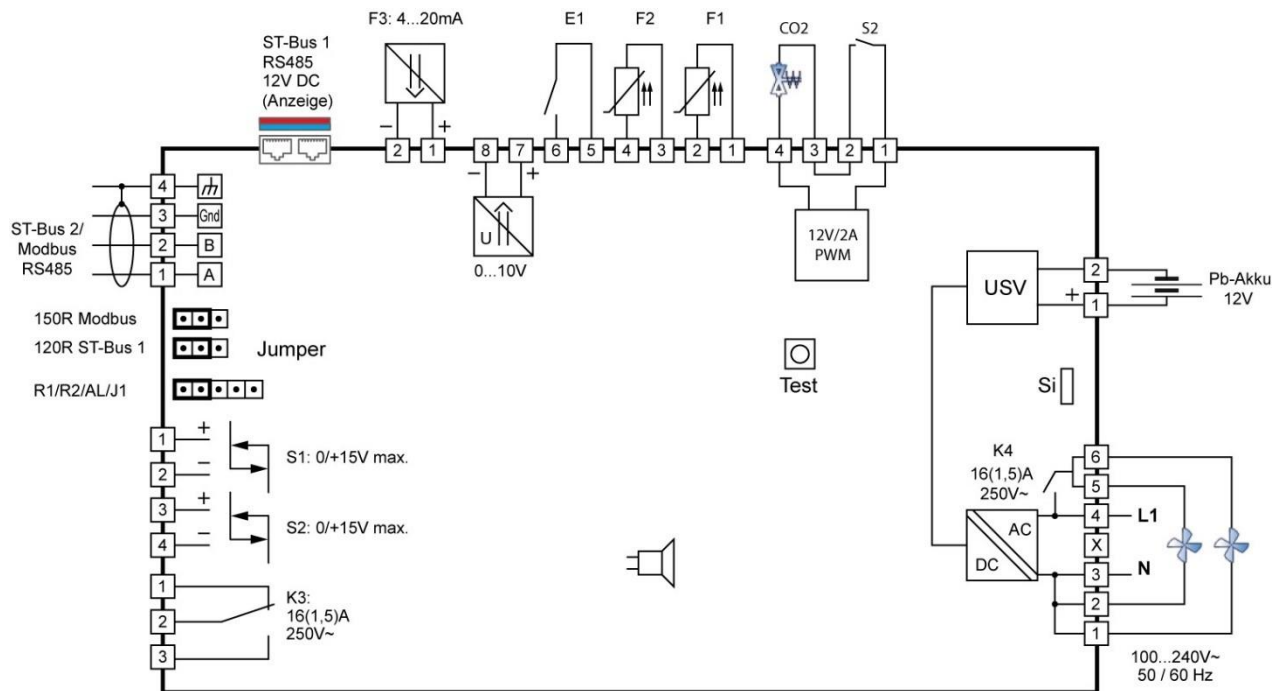 F3: 4...20mA
E1
F2
F1
CO2
S2
ST-Bus 1
RS485
12V DC
(Anzeige)
− +
2 1
8 7 6 5 4 3 2 1
4 3 2 1
− +
U
0...10V
12V/2A
PWM
4
3 Gnd
2 B
1 A
ST-Bus 2/
Modbus
RS485
150R Modbus
120R ST-Bus 1
Jumper
R1/R2/AL/J1
1 +
2 −
S1: 0/+15V max.
3 +
4 −
S2: 0/+15V max.
1
2
3
K3:
16(1,5)A
250V~
Test
USV
2
+ 1
Pb-Akku
12V
Si
K4
16(1,5)A
250V~
AC
DC
6
5
4 L1
X
3 N
2
1
100...240V~
50 / 60 Hz